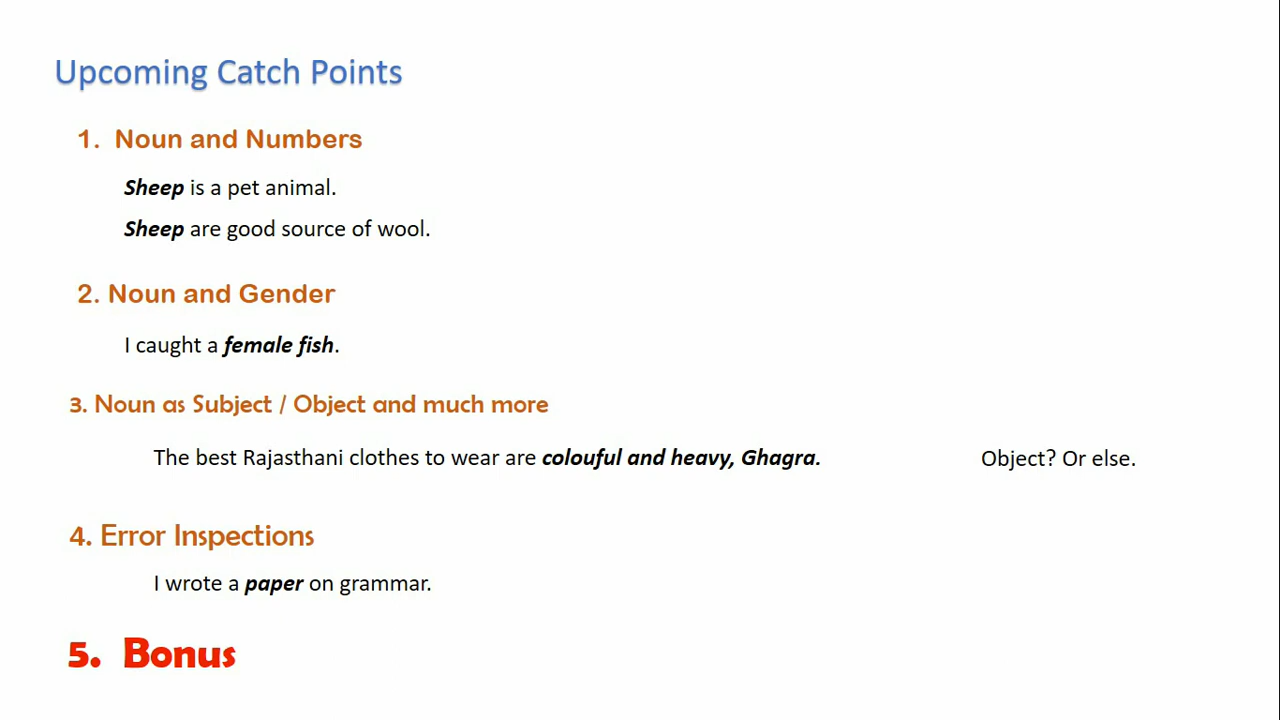 Upcoming Catch Points
1. Noun and Numbers
Sheep is a pet animal.
Sheep are good source of wool.
2. Noun and Gender
I caught a female fish.
3. Noun as Subject / Object and much more
The best Rajasthani clothes to wear are colouful and heavy, Ghagra. Object? Or else.
4. Error Inspections
I wrote a paper on grammar.
5. Bonus